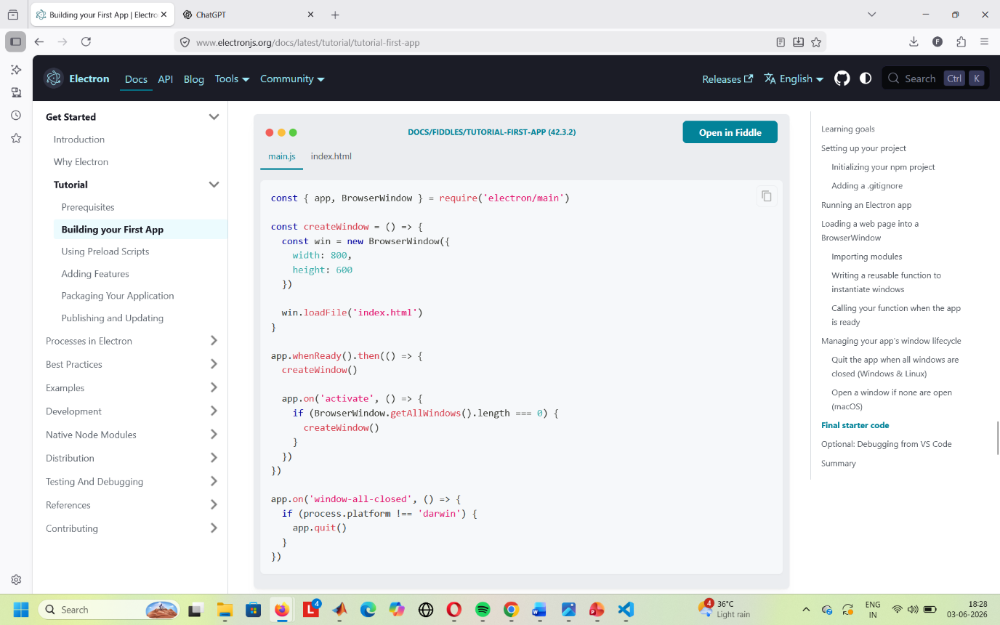 Building your First App | Electro
ChatGPT
www.electronjs.org/docs/latest/tutorial/tutorial-first-app
F
Electron
Docs
API
Blog
Tools
Community
Releases
English
Search
Ctrl
K
Get Started
Introduction
Why Electron
Tutorial
Prerequisites
Building your First App
Using Preload Scripts
Adding Features
Packaging Your Application
Publishing and Updating
Processes in Electron
Best Practices
Examples
Development
Native Node Modules
Distribution
Testing And Debugging
References
Contributing
DOCS/FIDDLES/TUTORIAL-FIRST-APP (42.3.2)
Open in Fiddle
main.js
index.html
const { app, BrowserWindow } = require('electron/main')
const createWindow = () => {
  const win = new BrowserWindow({
    width: 800,
    height: 600
  })
  win.loadFile('index.html')
}
app.whenReady().then(() => {
  createWindow()
  app.on('activate', () => {
    if (BrowserWindow.getAllWindows().length === 0) {
      createWindow()
    }
  })
})
app.on('window-all-closed', () => {
  if (process.platform !== 'darwin') {
    app.quit()
  }
})
Learning goals
Setting up your project
Initializing your npm project
Adding a .gitignore
Running an Electron app
Loading a web page into a
BrowserWindow
Importing modules
Writing a reusable function to
instantiate windows
Calling your function when the app
is ready
Managing your app's window lifecycle
Quit the app when all windows are
closed (Windows & Linux)
Open a window if none are open
(macOS)
Final starter code
Optional: Debugging from VS Code
Summary
Search
L
4
W
P
4
36°C
Light rain
ENG
IN
18:28
03-06-2026